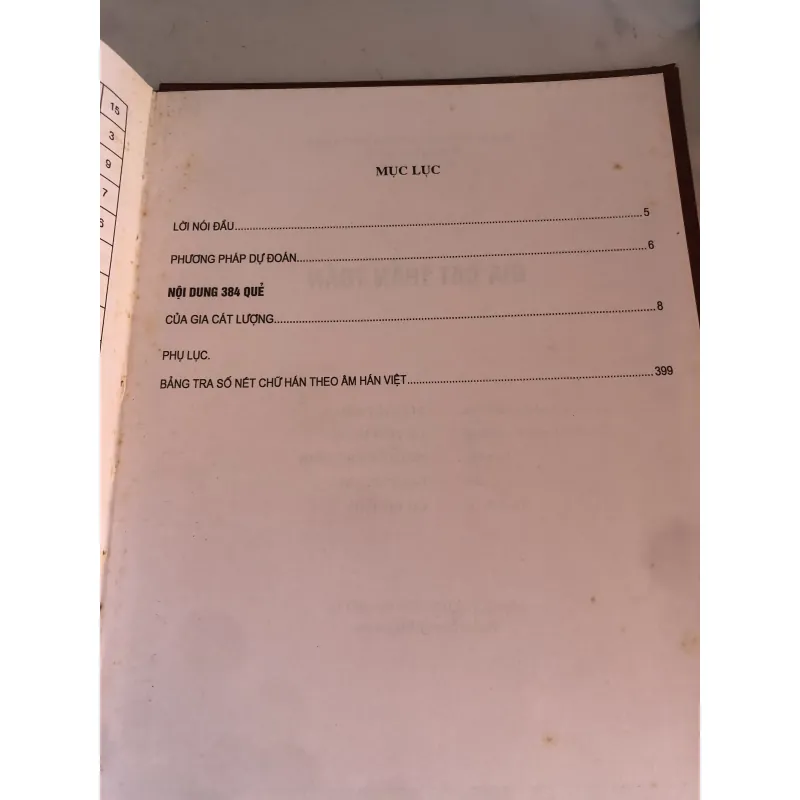 15
3
9
7
6
MỤC LỤC
LỜI NÓI ĐẦU..........5
PHƯƠNG PHÁP DỰ ĐOÁN..........6
NỘI DUNG 384 QUẺ
CỦA GIA CÁT LƯỢNG..........8
PHỤ LỤC.
BẢNG TRA SỐ NÉT CHỮ HÁN THEO ÂM HÁN VIỆT..........399